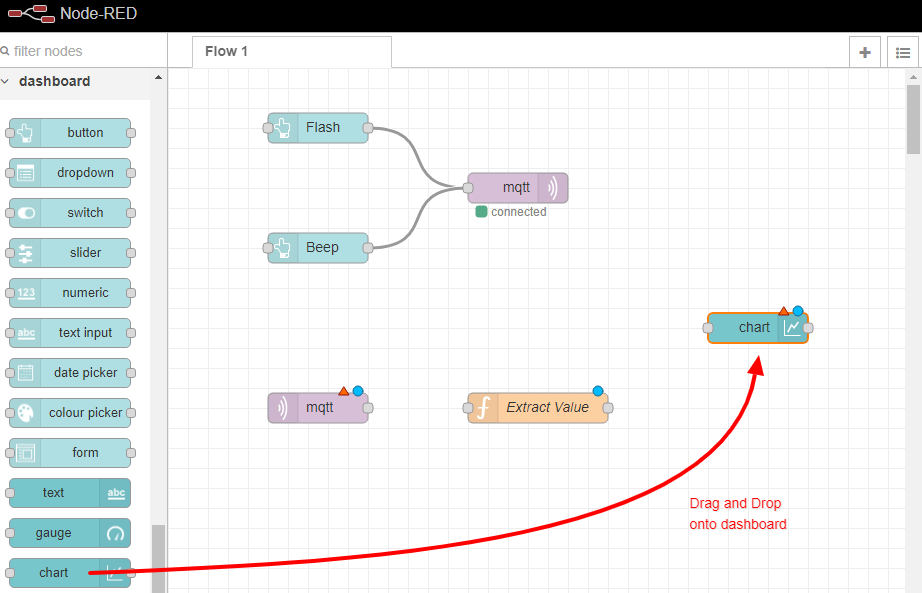 Node-RED
filter nodes
Flow 1
dashboard
button
dropdown
switch
slider
123 numeric
abc text input
date picker
colour picker
form
text abc
gauge
chart
Flash
mqtt
connected
Beep
chart
mqtt
Extract Value
Drag and Drop
onto dashboard